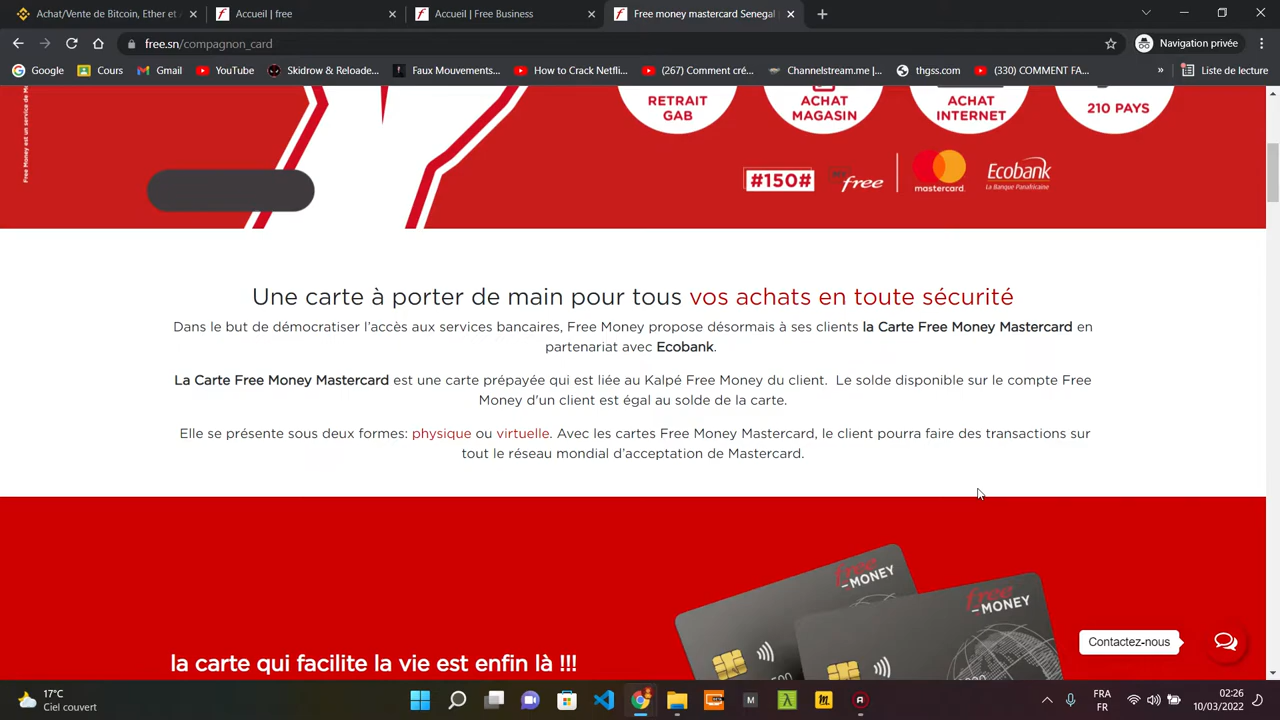 Achat/Vente de Bitcoin, Ether et
Accueil | free
Accueil | Free Business
Free money mastercard Senegal
free.sn/compagnon_card
Navigation privée
Google
Cours
Gmail
YouTube
Skidrow & Reloade...
Faux Mouvements...
How to Crack Netfli...
(267) Comment cré...
Channelstream.me |...
thgss.com
(330) COMMENT FA...
»
Liste de lecture
RETRAIT
GAB
ACHAT
MAGASIN
ACHAT
INTERNET
210 PAYS
#150#
free
mastercard.
Ecobank
La Banque Panafricaine
Une carte à porter de main pour tous vos achats en toute sécurité
Dans le but de démocratiser l’accès aux services bancaires, Free Money propose désormais à ses clients la Carte Free Money Mastercard en
partenariat avec Ecobank.
La Carte Free Money Mastercard est une carte prépayée qui est liée au Kalpé Free Money du client. Le solde disponible sur le compte Free
Money d'un client est égal au solde de la carte.
Elle se présente sous deux formes: physique ou virtuelle. Avec les cartes Free Money Mastercard, le client pourra faire des transactions sur
tout le réseau mondial d’acceptation de Mastercard.
free
MONEY
free
MONEY
Contactez-nous
la carte qui facilite la vie est enfin là !!!
17°C
Ciel couvert
FRA
FR
02:26
10/03/2022